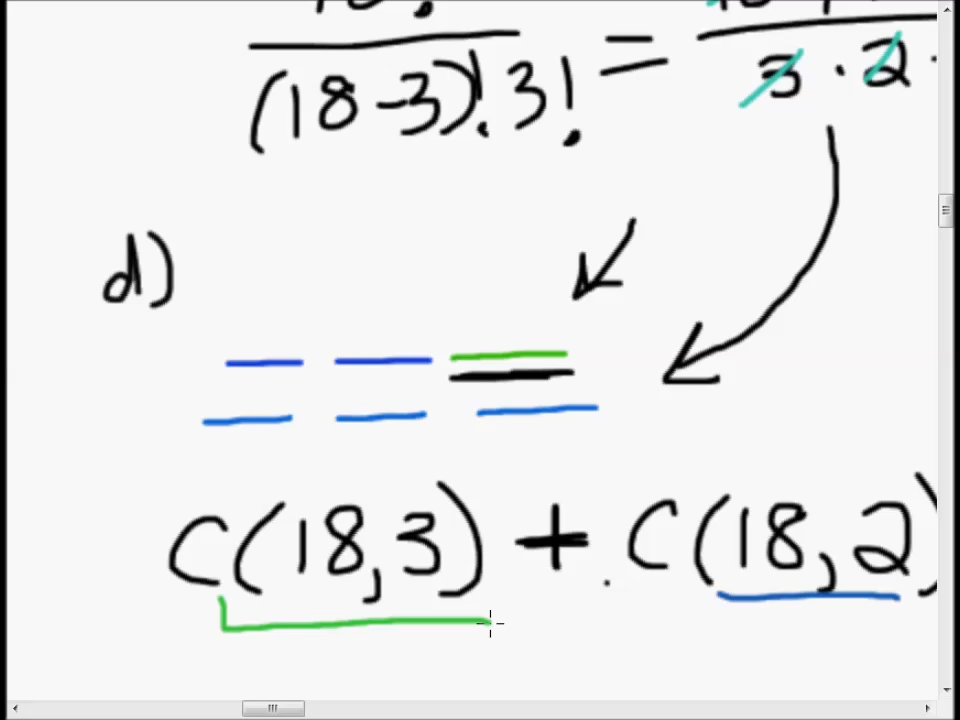 (18-3)! 3! = 3 · 2 ·
d)
C(18,3) + C(18,2)